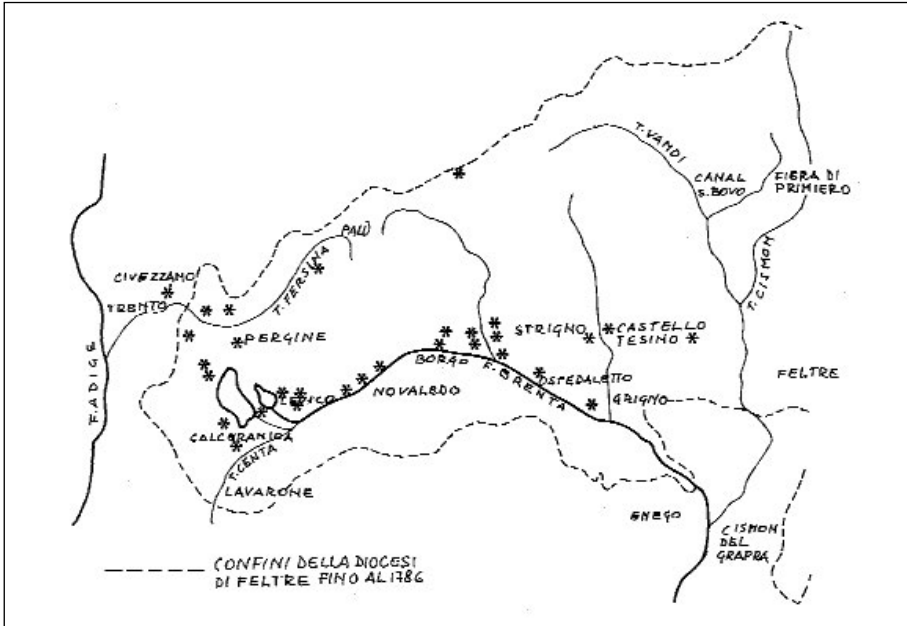 T. VANOI
CANAL
S. BOVO
FIERA DI
PRIMIERO
PALÙ
T. FERSINA
CIVEZZANO
TRENTO
T. CISMON
PERGINE
STRIGNO
CASTELLO
TESINO
F. ADIGE
BORGO
F. BRENTA
FELTRE
OSPEDALETTO
NOVALEDO
GRIGNO
CALCERANICA
T. CENTA
LAVARONE
ENEGO
CISMON
DEL
GRAPPA
CONFINI DELLA DIOCESI
DI FELTRE FINO AL 1786